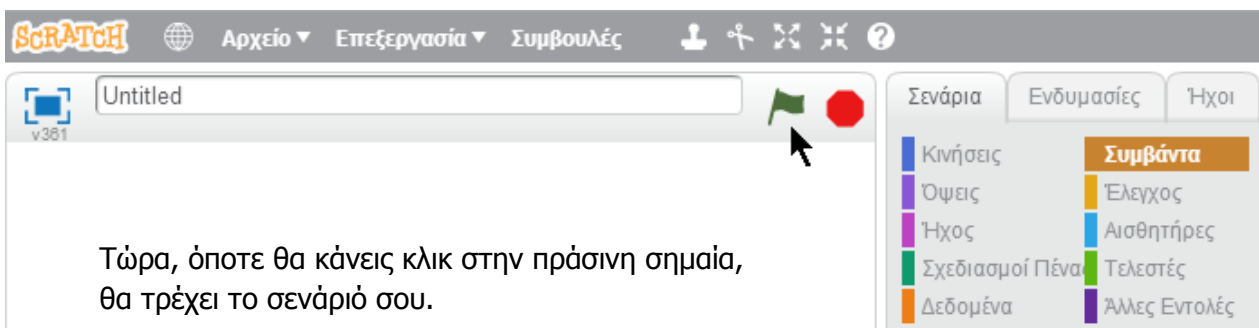 SCRATCH Αρχείο Επεξεργασία Συμβουλές
Untitled
v361
Σενάρια Ενδυμασίες Ήχοι
Κινήσεις Συμβάντα
Όψεις Έλεγχος
Ήχος Αισθητήρες
Σχεδιασμοί Πένας Τελεστές
Δεδομένα Άλλες Εντολές
Τώρα, όποτε θα κάνεις κλικ στην πράσινη σημαία,
θα τρέχει το σενάριό σου.